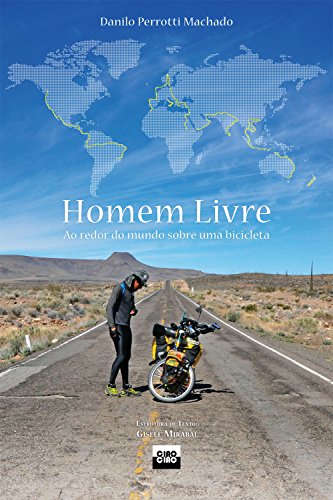 Danilo Perrotti Machado
Homem Livre
Ao redor do mundo sobre uma bicicleta
Estrutura de Texto:
Gisele Mirabai
CIAO
CIAO